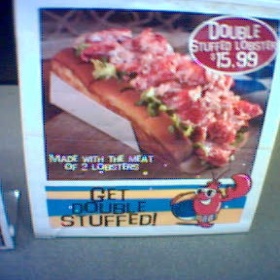 DOUBLE
STUFFED LOBSTER
$15.99
MADE WITH THE MEAT
OF 2 LOBSTERS
GET
DOUBLE
STUFFED!